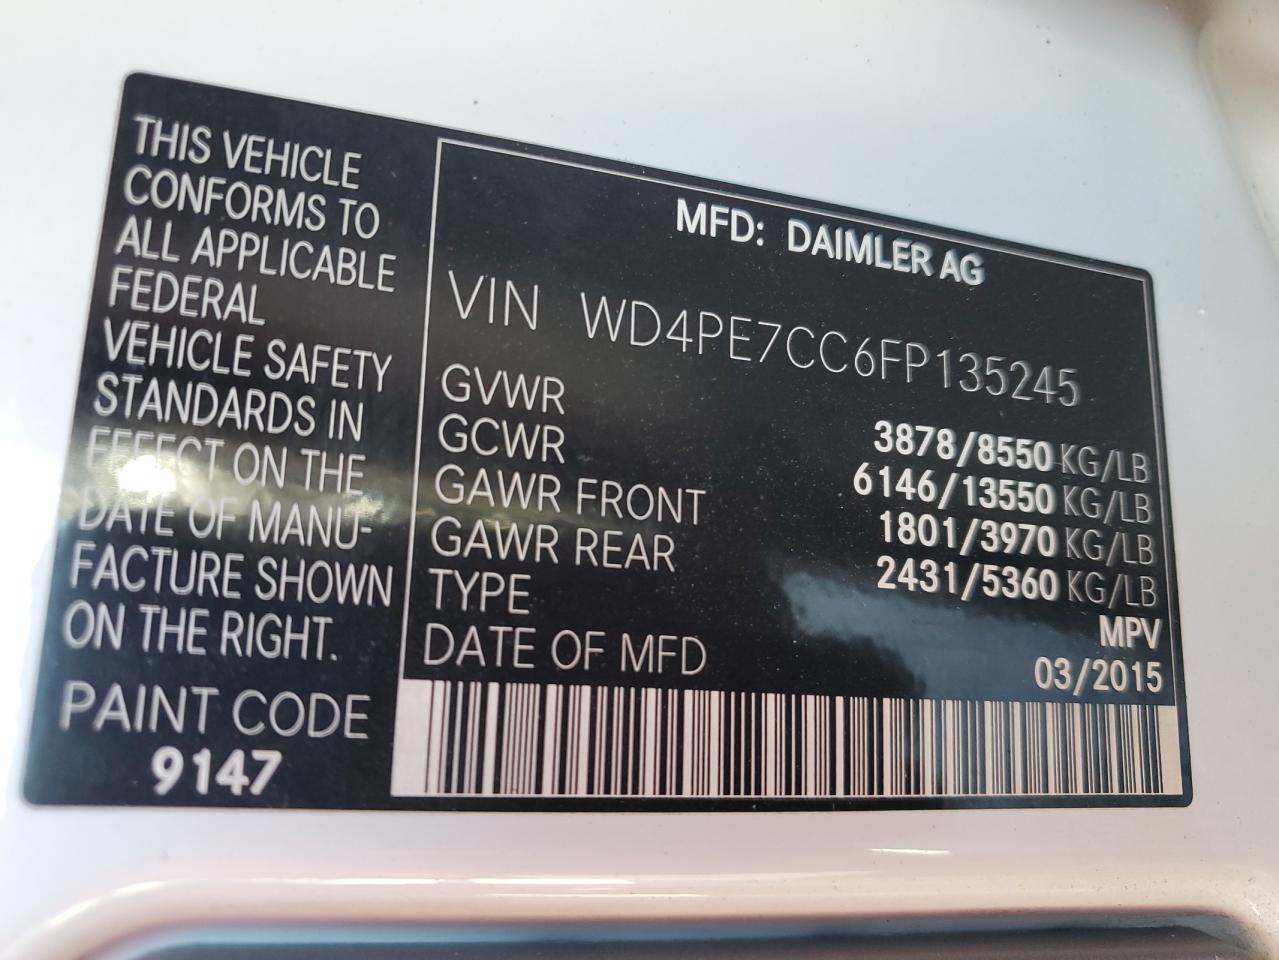 THIS VEHICLE
CONFORMS TO
ALL APPLICABLE
FEDERAL
VEHICLE SAFETY
STANDARDS IN
EFFECT ON THE
DATE OF MANU-
FACTURE SHOWN
ON THE RIGHT.
PAINT CODE
9147
MFD: DAIMLER AG
VIN WD4PE7CC6FP135245
GVWR 3878/8550 KG/LB
GCWR 6146/13550 KG/LB
GAWR FRONT 1801/3970 KG/LB
GAWR REAR 2431/5360 KG/LB
TYPE MPV
DATE OF MFD 03/2015